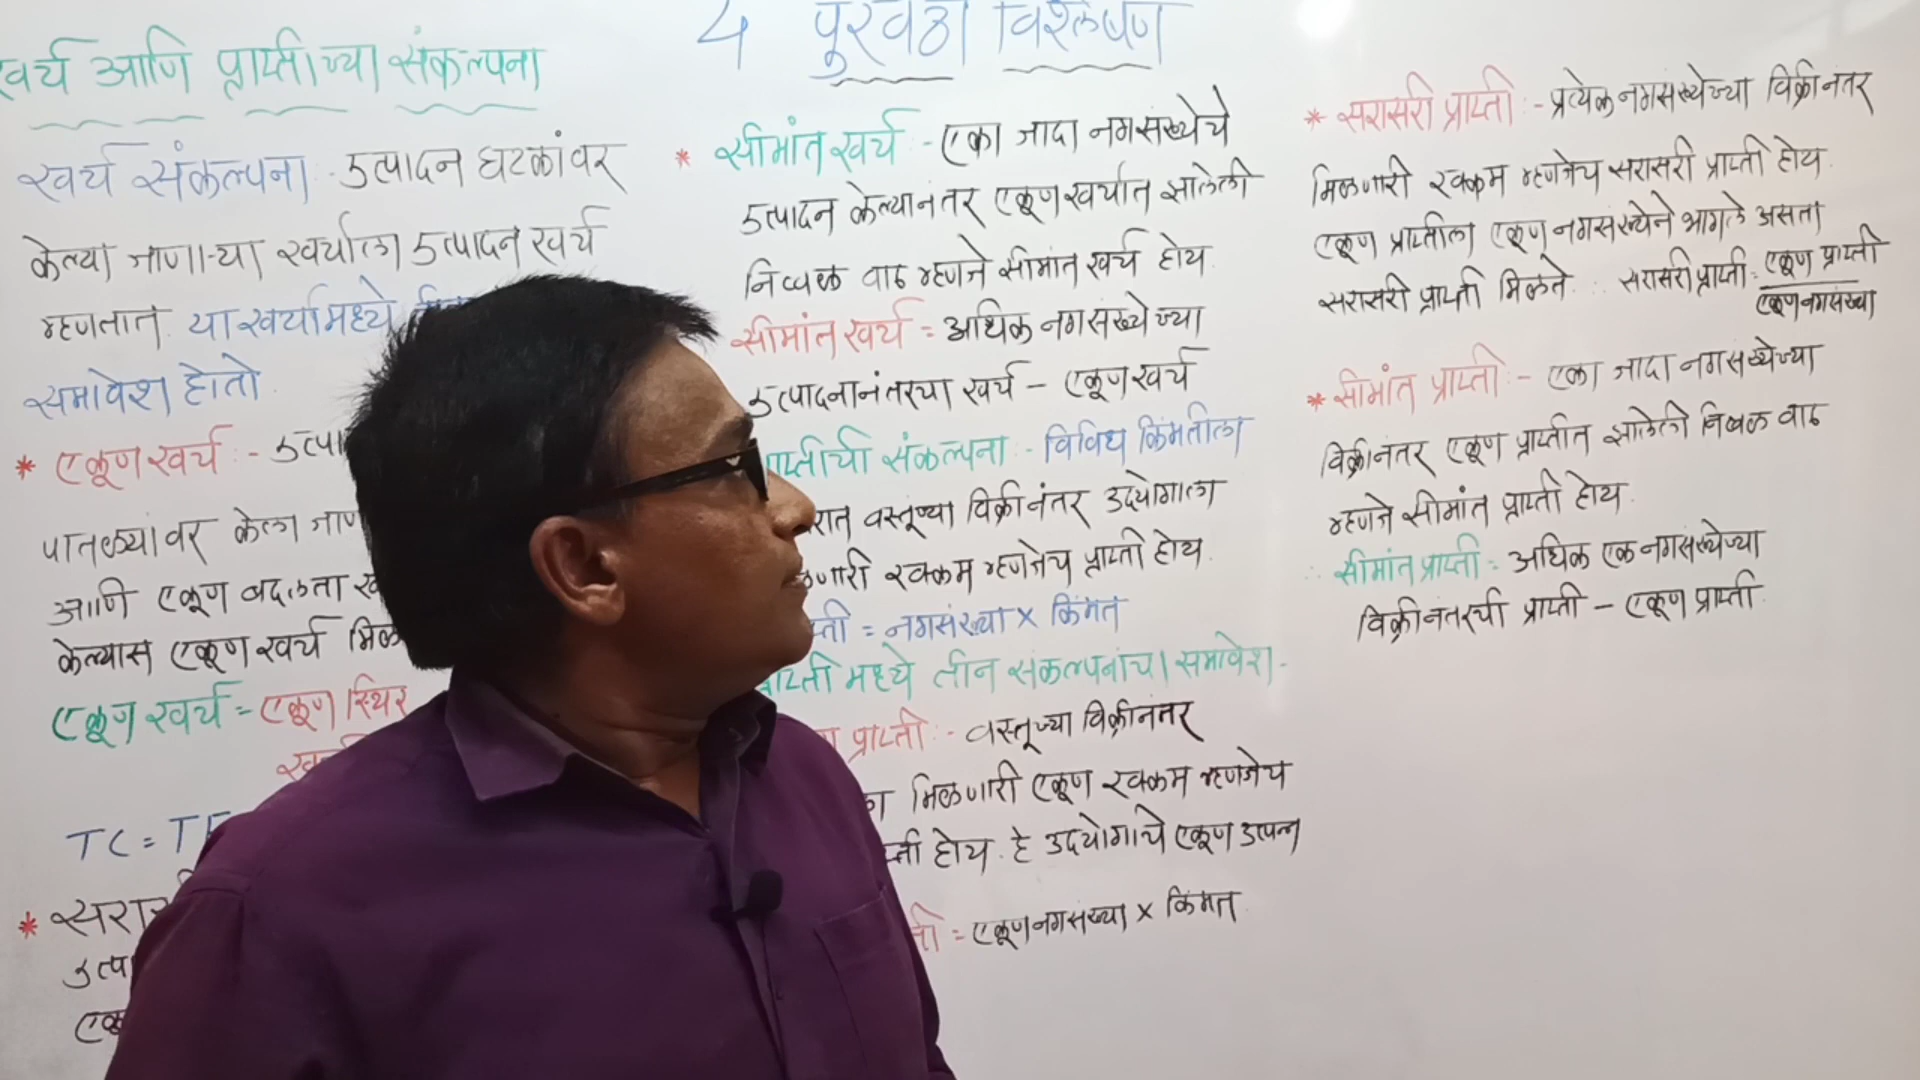 4 पुरवठा विश्लेषण
खर्च आणि प्राप्तीच्या संकल्पना
खर्च संकल्पना :- उत्पादन घटकांवर
केल्या जाणाऱ्या खर्चाला उत्पादन खर्च
म्हणतात. या खर्चामध्ये
समावेश होतो.
* एकूण खर्च :- उत्पा
पातळ्यांवर केला जाण
आणि एकूण बदलता ख
केल्यास एकूण खर्च मिळ
एकूण खर्च = एकूण स्थिर
TC = TF
* सरास
उत्पा
एकू
* सीमांत खर्च :- एका जादा नगसंख्येचे
उत्पादन केल्यानंतर एकूण खर्चात झालेली
निव्वळ वाढ म्हणजे सीमांत खर्च होय.
सीमांत खर्च = अधिक नगसंख्येच्या
उत्पादनानंतरचा खर्च - एकूण खर्च
प्तीची संकल्पना :- विविध किंमतीला
रात वस्तूंच्या विक्रीनंतर उद्योगाला
णारी रक्कम म्हणजेच प्राप्ती होय.
प्ती = नगसंख्या x किंमत
प्राप्ती मध्ये तीन संकल्पनांचा समावेश.-
प्राप्ती :- वस्तूच्या विक्रीनंतर
ला मिळणारी एकूण रक्कम म्हणजेच
प्ती होय. हे उद्योगाचे एकूण उत्पन्न
ती = एकूण नगसंख्या x किंमत
* सरासरी प्राप्ती :- प्रत्येक नगसंख्येच्या विक्रीनंतर
मिळणारी रक्कम म्हणजेच सरासरी प्राप्ती होय.
एकूण प्राप्तीला एकूण नगसंख्येने भागले असता
सरासरी प्राप्ती मिळते. ∴ सरासरी प्राप्ती = एकूण प्राप्ती
एकूण नगसंख्या
* सीमांत प्राप्ती :- एका जादा नगसंख्येच्या
विक्रीनंतर एकूण प्राप्तीत झालेली निव्वळ वाढ
म्हणजे सीमांत प्राप्ती होय.
∴ सीमांत प्राप्ती = अधिक एक नगसंख्येच्या
विक्रीनंतरची प्राप्ती - एकूण प्राप्ती